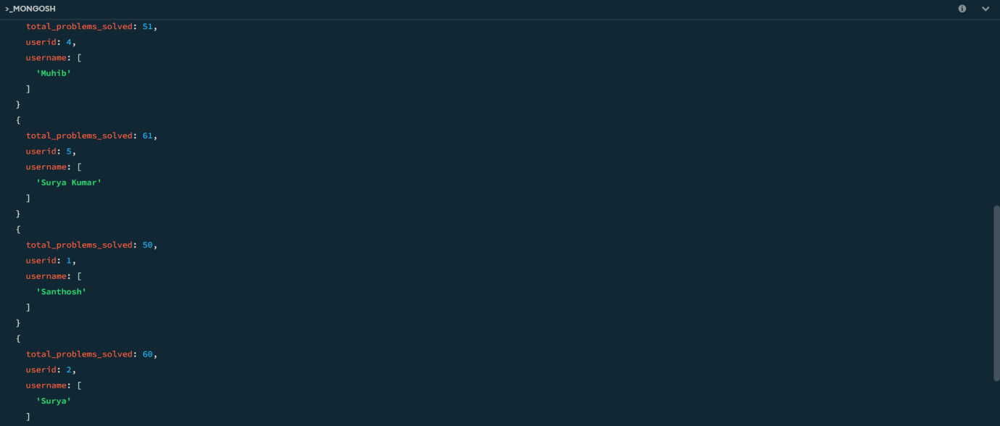 >_MONGOSH
total_problems_solved: 51,
userid: 4,
username: [
'Muhib'
]
}
{
total_problems_solved: 61,
userid: 5,
username: [
'Surya Kumar'
]
}
{
total_problems_solved: 50,
userid: 1,
username: [
'Santhosh'
]
}
{
total_problems_solved: 60,
userid: 2,
username: [
'Surya'
]